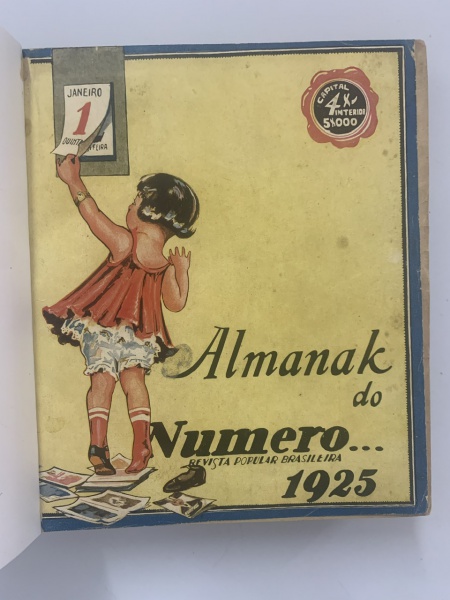 JANEIRO
1
QUINTA FEIRA
CAPITAL
4$
INTERIOR
5$000
Almanak
do
Numero...
REVISTA POPULAR BRASILEIRA
1925